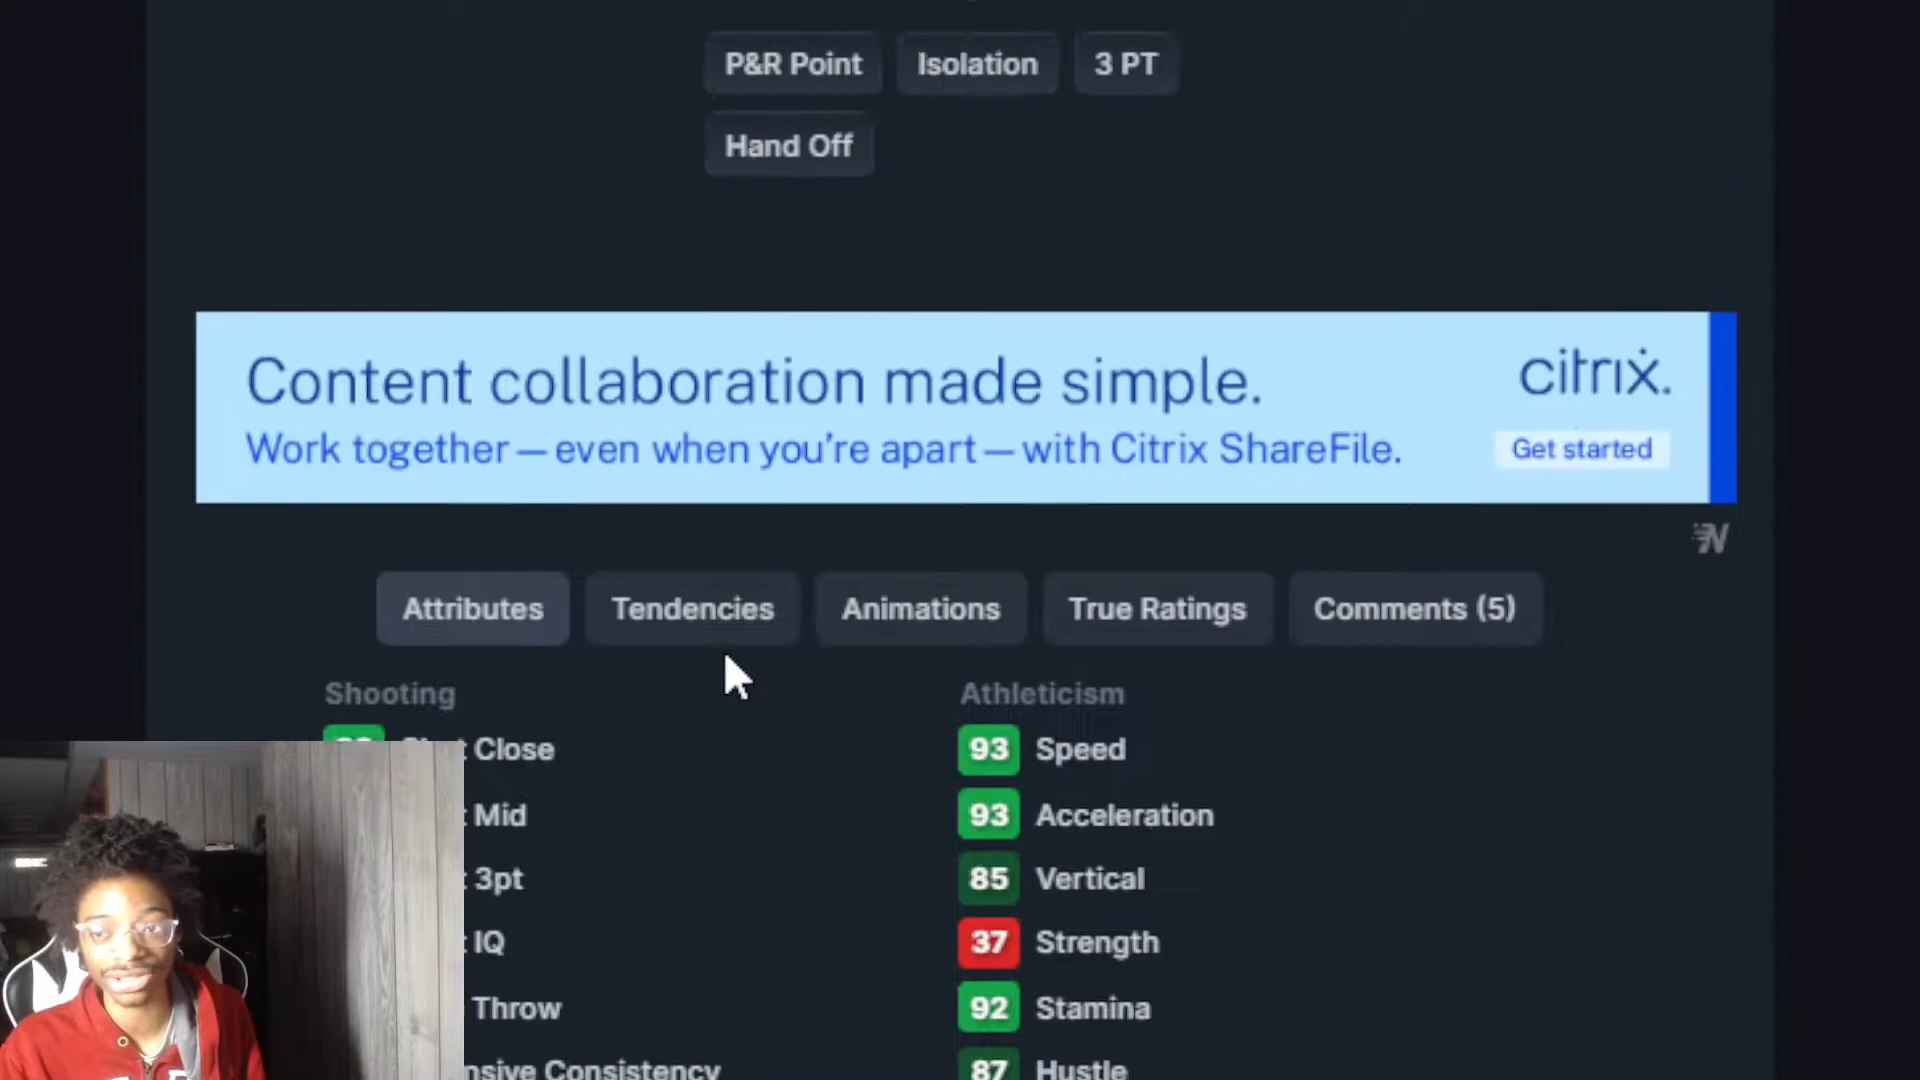 P&R Point Isolation 3 PT
Hand Off
Content collaboration made simple.
citrix.
Work together—even when you're apart—with Citrix ShareFile.
Get started
Attributes Tendencies Animations True Ratings Comments (5)
Shooting Athleticism
Close 93 Speed
Mid 93 Acceleration
3pt 85 Vertical
IQ 37 Strength
Throw 92 Stamina
Consistency 87 Hustle